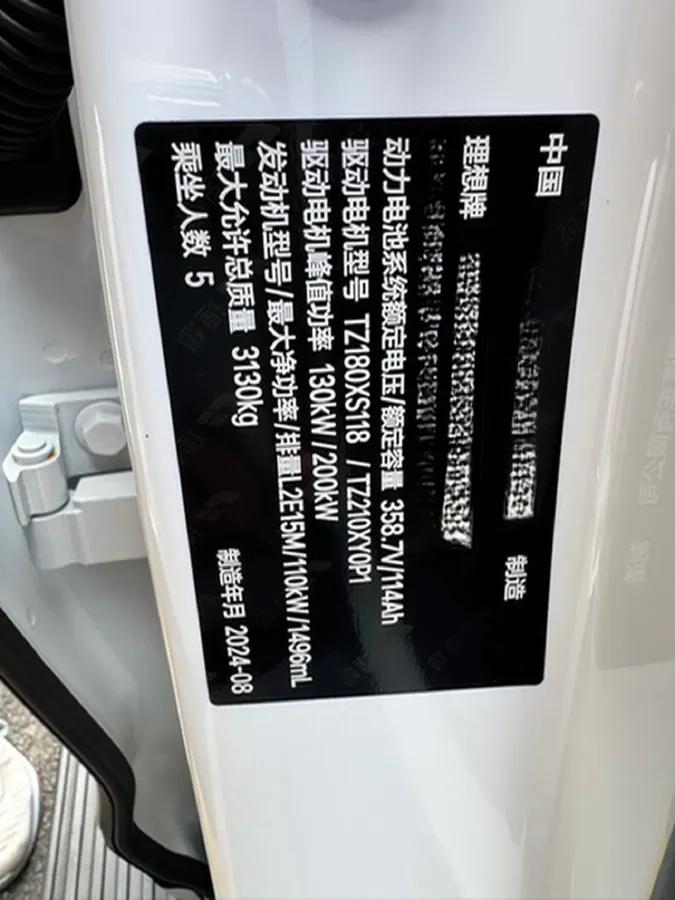 中国 制造
理想牌
动力电池系统额定电压/额定容量 358.7V/114Ah
驱动电机型号 TZ180XS118 /TZ210XY0P1
驱动电机峰值功率 130kW/200kW
发动机型号/最大净功率/排量L2E15M/110kW/1496mL
最大允许总质量 3130kg
乘坐人数 5 制造年月 2024-08